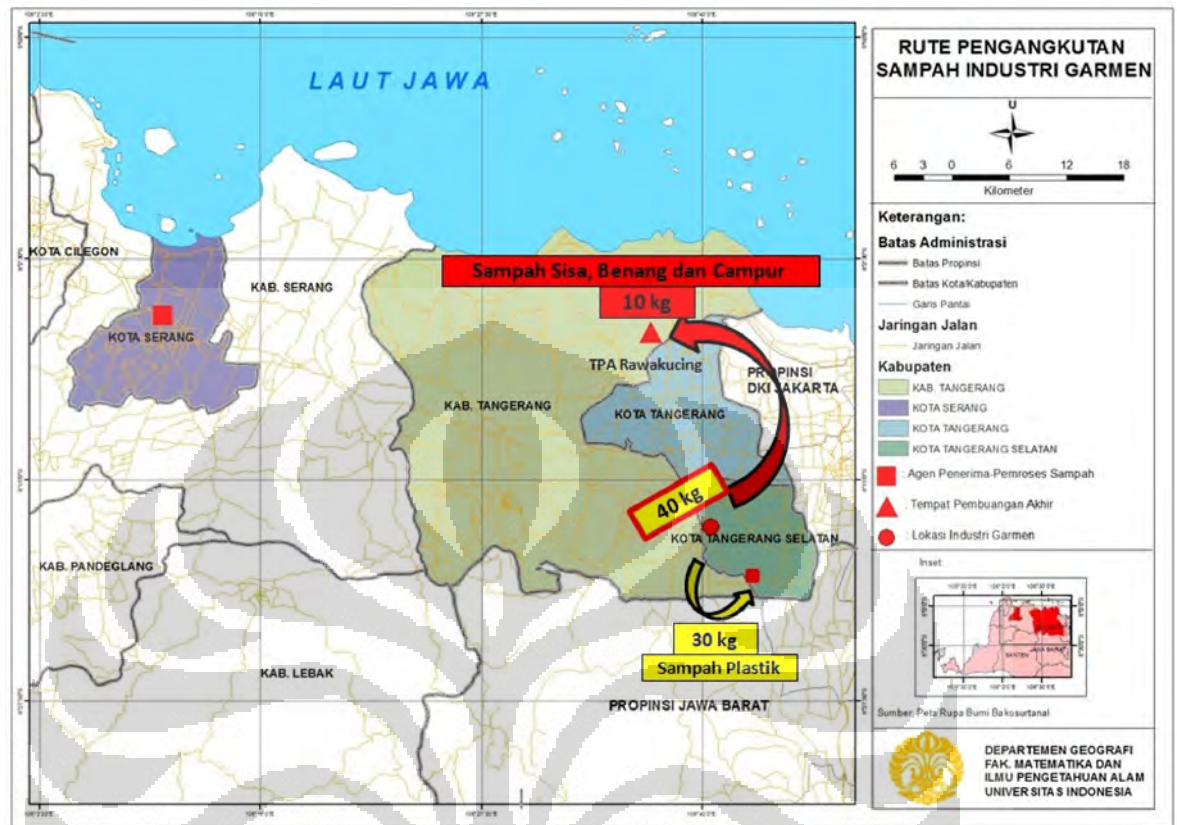 LAUT JAWA
KOTA CILEGON
KAB. SERANG
KOTA SERANG
Sampah Sisa, Benang dan Campur
10 kg
TPA Rawakucing
PROPINSI
DKI JAKARTA
KAB. TANGERANG
KOTA TANGERANG
40 kg
KOTA TANGERANG SELATAN
KAB. PANDEGLANG
30 kg
Sampah Plastik
KAB. LEBAK
PROPINSI JAWA BARAT
RUTE PENGANGKUTAN
SAMPAH INDUSTRI GARMEN
U
6 3 0 6 12 18
Kilometer
Keterangan:
Batas Administrasi
Batas Propinsi
Batas Kota/Kabupaten
Garis Pantai
Jaringan Jalan
Jaringan Jalan
Kabupaten
KAB. TANGERANG
KOTA SERANG
KOTA TANGERANG
KOTA TANGERANG SELATAN
: Agen Penerima-Pemroses Sampah
: Tempat Pembuangan Akhir
: Lokasi Industri Garmen
Inset:
BANTEN
JAWA BARAT
Sumber: Peta Rupa Bumi Bakosurtanal
DEPARTEMEN GEOGRAFI
FAK. MATEMATIKA DAN
ILMU PENGETAHUAN ALAM
UNIVERSITAS INDONESIA